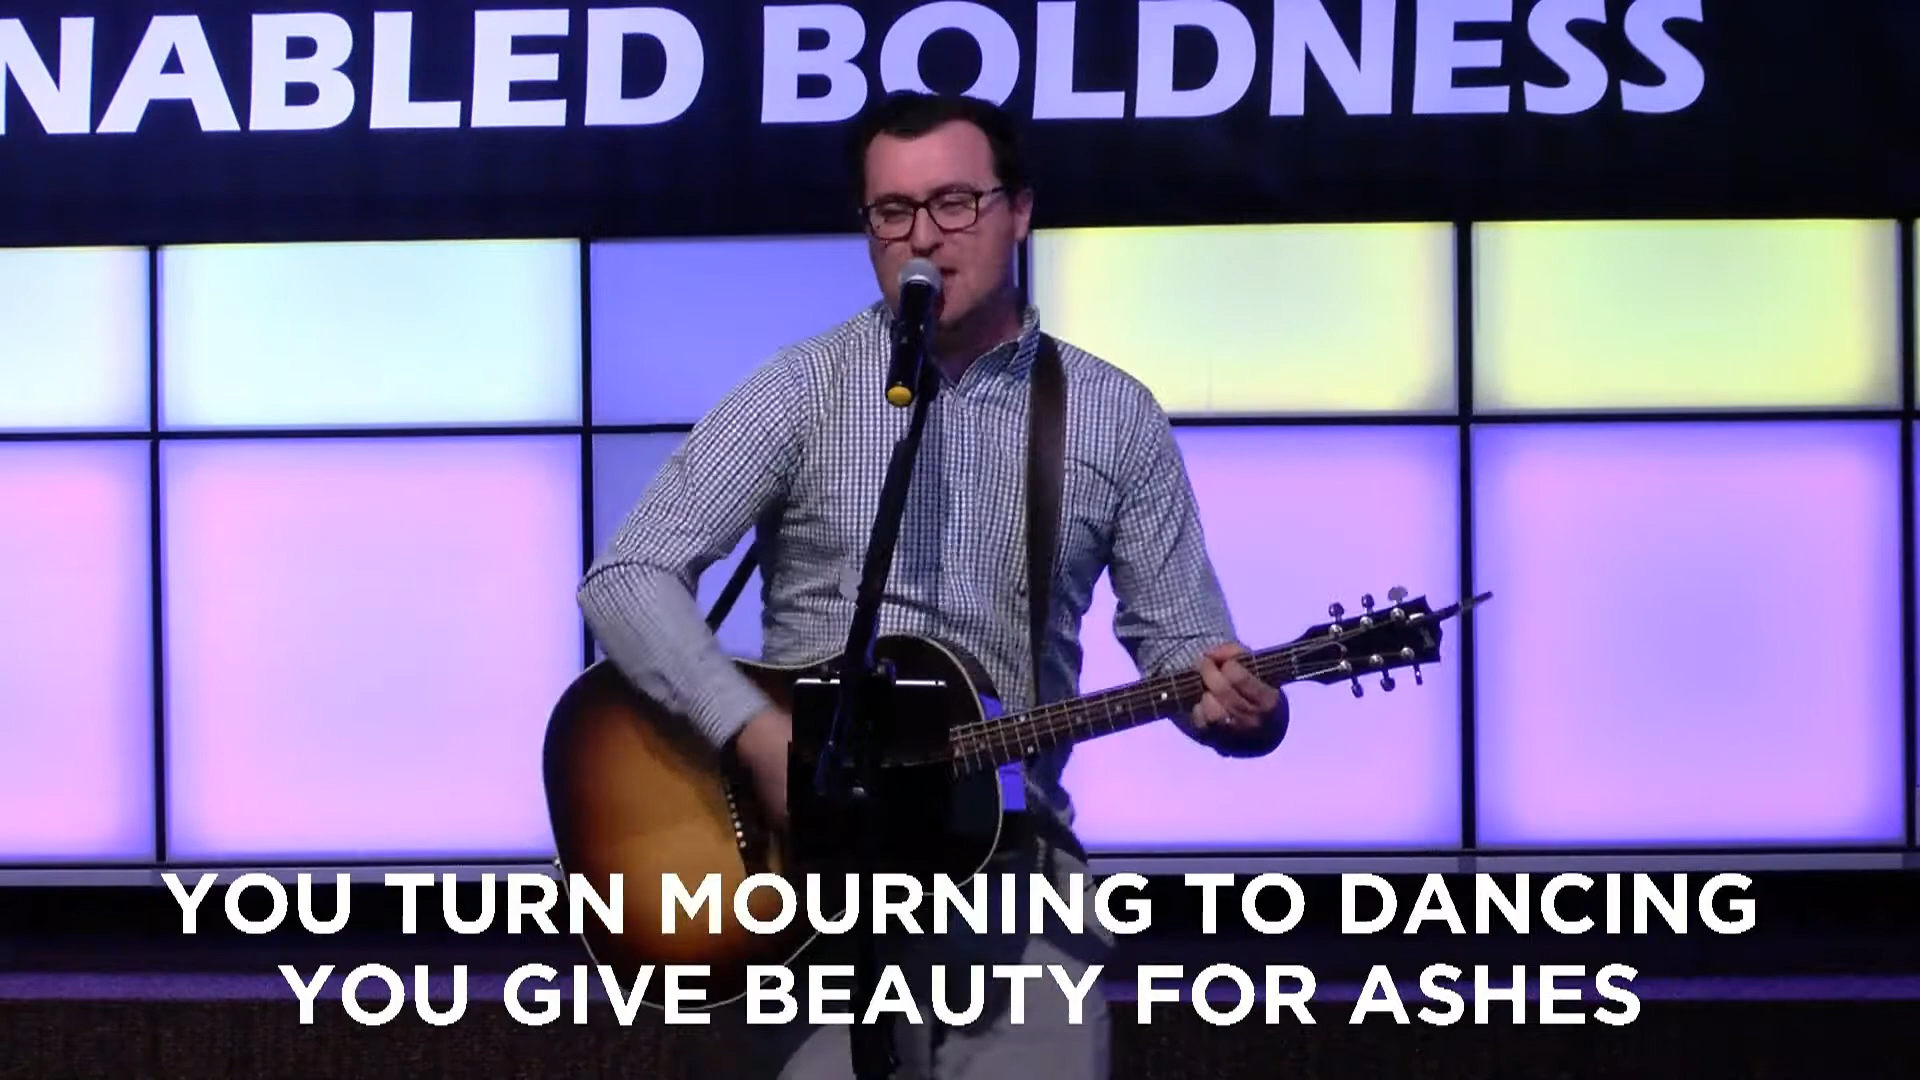 NABLED BOLDNESS
YOU TURN MOURNING TO DANCING
YOU GIVE BEAUTY FOR ASHES